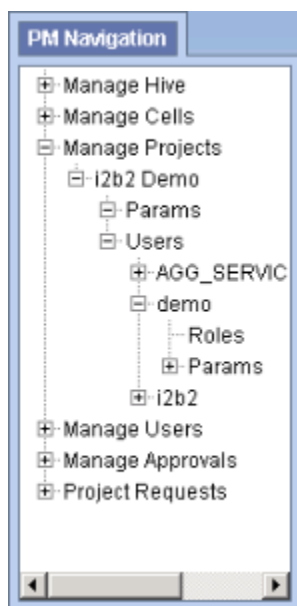 PM Navigation
Manage Hive
Manage Cells
Manage Projects
i2b2 Demo
Params
Users
AGG_SERVIC
demo
Roles
Params
i2b2
Manage Users
Manage Approvals
Project Requests